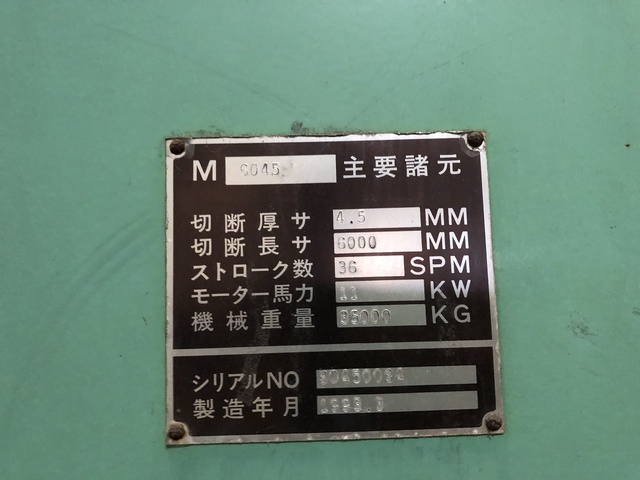 M 6045 主要諸元
切断厚サ 4.5 MM
切断長サ 6000 MM
ストローク数 36 SPM
モーター馬力 11 KW
機械重量 KG
シリアルNO
製造年月